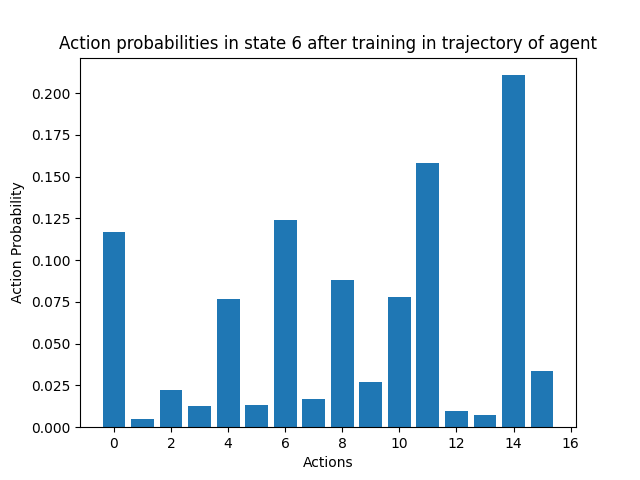 Action probabilities in state 6 after training in trajectory of agent
0.200
0.175
0.150
0.125
0.100
0.075
0.050
0.025
0.000
Action Probability
0 2 4 6 8 10 12 14 16
Actions